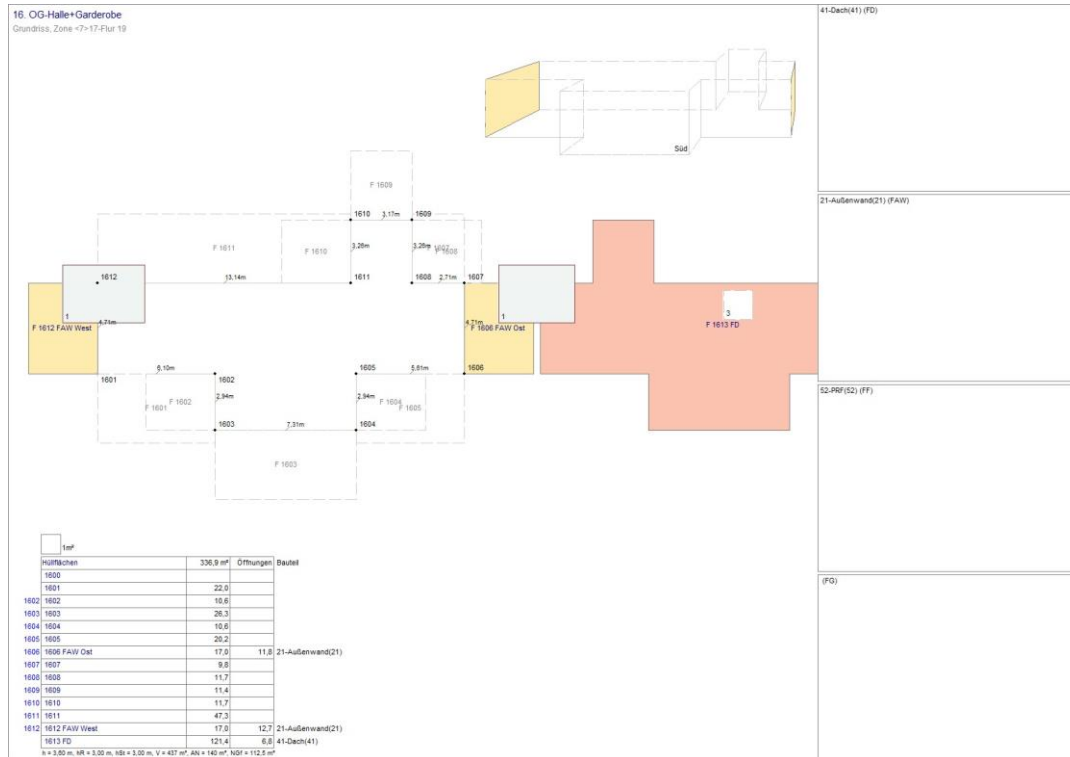 16. OG-Halle+Garderobe
Grundriss, Zone <7>17-Flur 19
41-Dach(41) (FD)
Süd
F 1609
21-Außenwand(21) (FAW)
1610 3,17m 1609
F 1611 F 1610 3,28m 3,28m F 1608
1612 13,14m 1611 1608 2,71m 1607
1 1 3
F 1612 FAW West 4,71m 4,71m F 1606 FAW Ost F 1613 FD
1601 6,10m 1602 1605 5,61m 1606
52-PRF(52) (FF)
F 1601 F 1602 2,94m 2,94m F 1604 F 1605
1603 7,31m 1604
F 1603
1m²
Hüllflächen 336,9 m² Öffnungen Bauteil
1600
1601 22,0
1602 1602 10,6
1603 1603 26,3
1604 1604 10,6
1605 1605 20,2
1606 1606 FAW Ost 17,0 11,8 21-Außenwand(21)
1607 1607 9,8
1608 1608 11,7
1609 1609 11,4
1610 1610 11,7
1611 1611 47,3
1612 1612 FAW West 17,0 12,7 21-Außenwand(21)
1613 FD 121,4 6,8 41-Dach(41)
h = 3,60 m, hR = 3,00 m, hSt = 3,00 m, V = 437 m³, AN = 140 m², NGf = 112,5 m²
(FG)